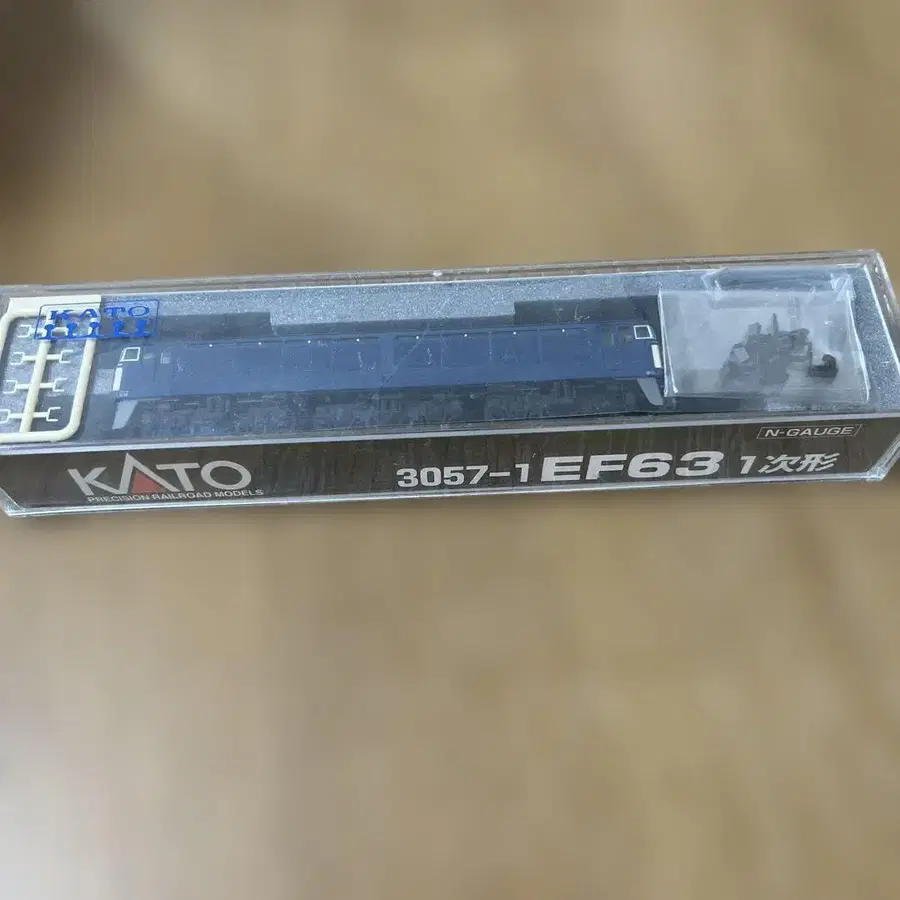 KATO
N-GAUGE
KATO 3057-1 EF63 1次形
PRECISION RAILROAD MODELS